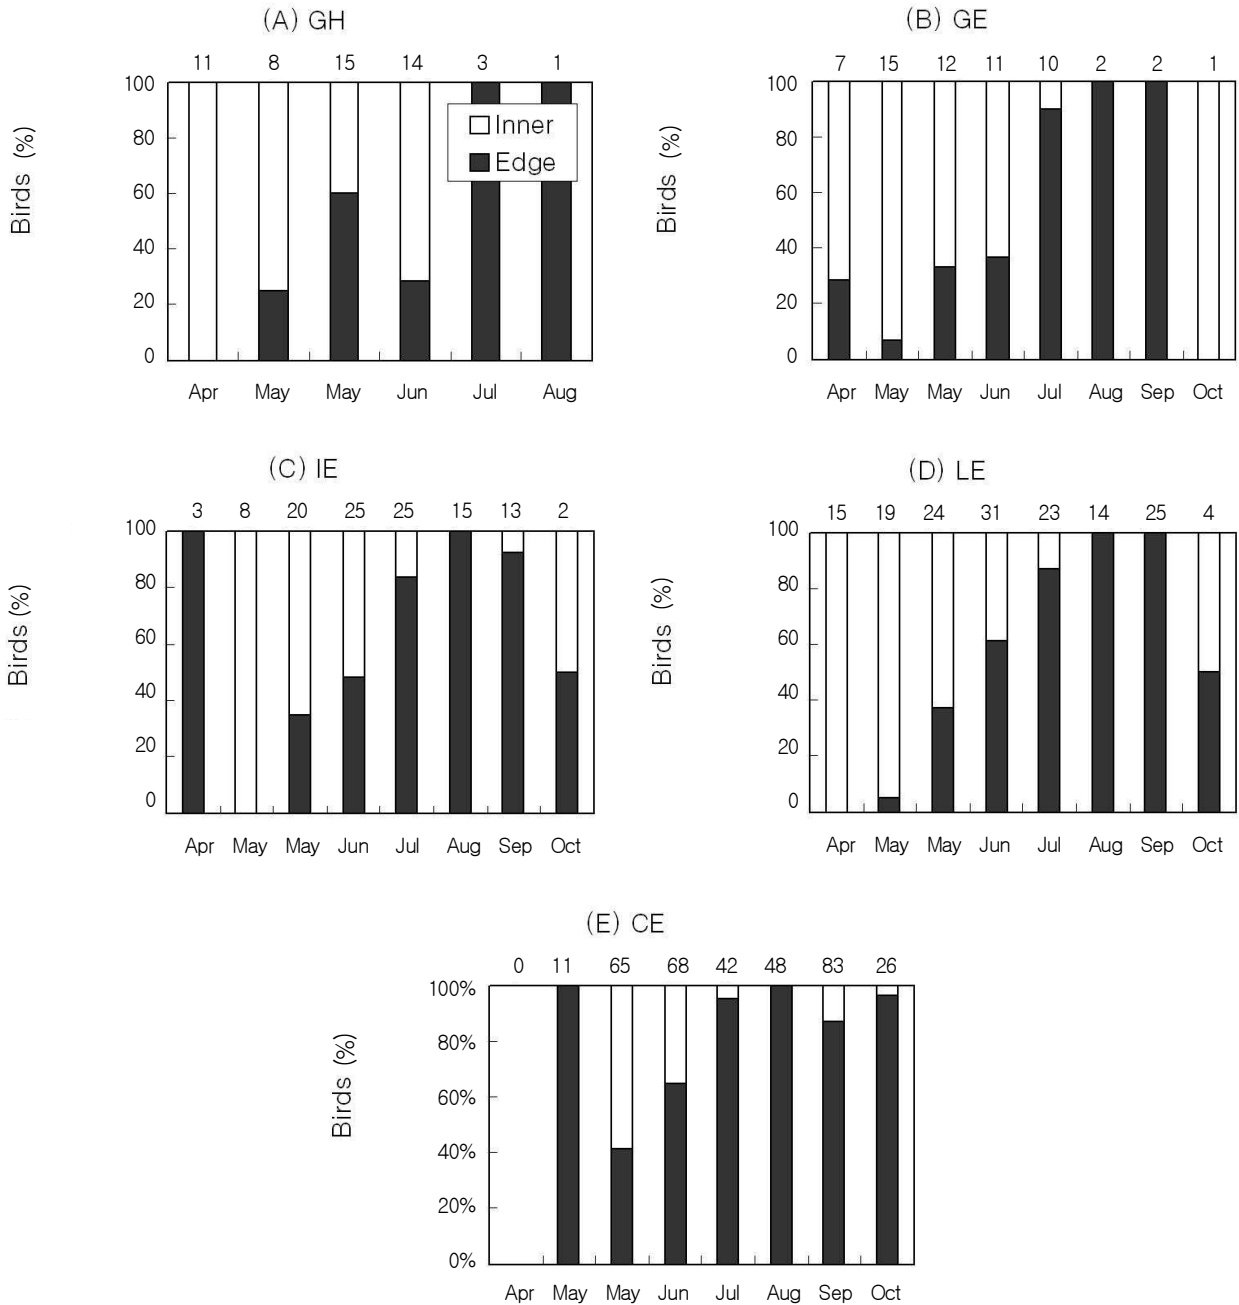 (A) GH
11 8 15 14 3 1
100
80
60
40
20
0
Birds (%)
Inner
Edge
Apr May May Jun Jul Aug
(B) GE
7 15 12 11 10 2 2 1
100
80
60
40
20
0
Birds (%)
Apr May May Jun Jul Aug Sep Oct
(C) IE
3 8 20 25 25 15 13 2
100
80
60
40
20
0
Birds (%)
Apr May May Jun Jul Aug Sep Oct
(D) LE
15 19 24 31 23 14 25 4
100
80
60
40
20
0
Birds (%)
Apr May May Jun Jul Aug Sep Oct
(E) CE
0 11 65 68 42 48 83 26
100%
80%
60%
40%
20%
0%
Birds (%)
Apr May May Jun Jul Aug Sep Oct